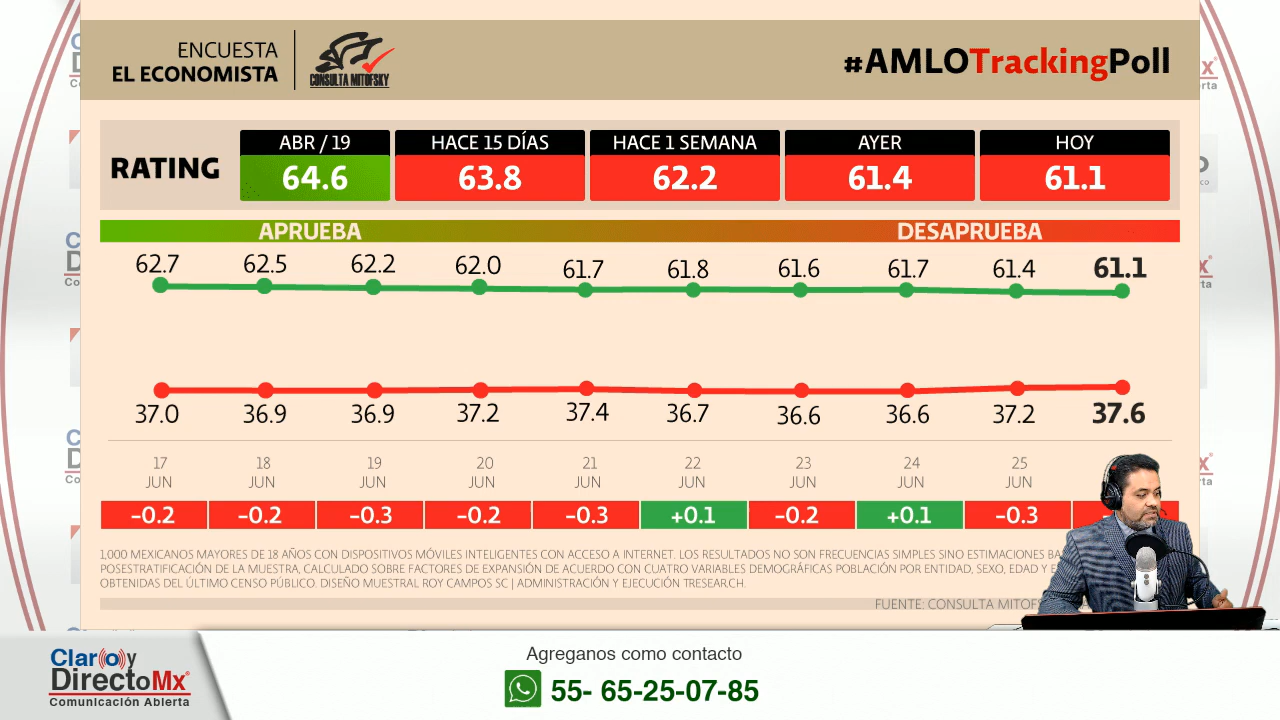 ENCUESTA
EL ECONOMISTA
CONSULTA MITOFSKY
#AMLOTrackingPoll
RATING
ABR / 19
HACE 15 DÍAS
HACE 1 SEMANA
AYER
HOY
64.6
63.8
62.2
61.4
61.1
APRUEBA
DESAPRUEBA
62.7 62.5 62.2 62.0 61.7 61.8 61.6 61.7 61.4 61.1
37.0 36.9 36.9 37.2 37.4 36.7 36.6 36.6 37.2 37.6
17 18 19 20 21 22 23 24 25
JUN JUN JUN JUN JUN JUN JUN JUN JUN
-0.2 -0.2 -0.3 -0.2 -0.3 +0.1 -0.2 +0.1 -0.3
1,000 MEXICANOS MAYORES DE 18 AÑOS CON DISPOSITIVOS MÓVILES INTELIGENTES CON ACCESO A INTERNET. LOS RESULTADOS NO SON FRECUENCIAS SIMPLES SINO ESTIMACIONES
POSESTRATIFICACIÓN DE LA MUESTRA, CALCULADO SOBRE FACTORES DE EXPANSIÓN DE ACUERDO CON CUATRO VARIABLES DEMOGRÁFICAS POBLACIÓN POR ENTIDAD, SEXO, EDAD Y
OBTENIDAS DEL ÚLTIMO CENSO PÚBLICO. DISEÑO MUESTRAL ROY CAMPOS SC | ADMINISTRACIÓN Y EJECUCIÓN TRESEARCH.
FUENTE: CONSULTA
Claro y
DirectoMx
Comunicación Abierta
Agreganos como contacto
55- 65-25-07-85